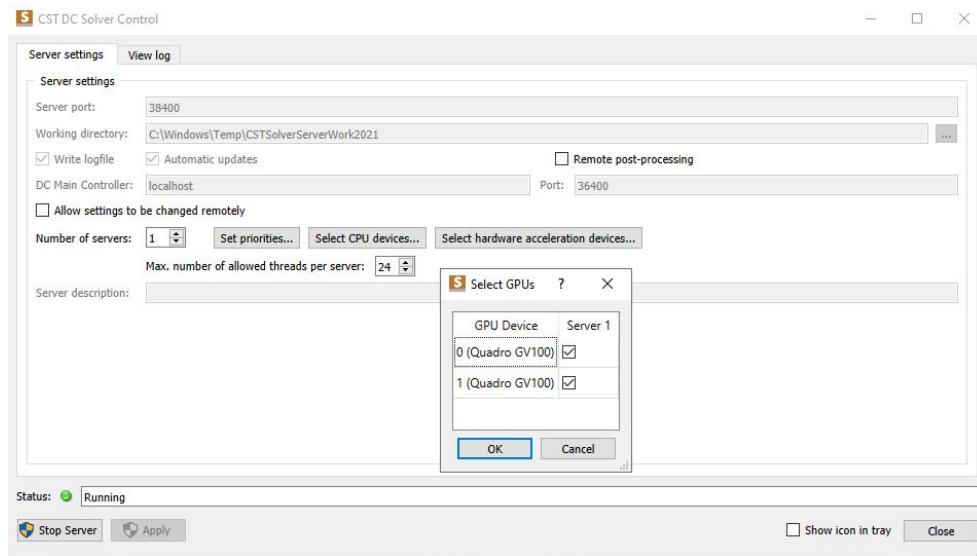 S CST DC Solver Control
Server settings View log
Server settings
Server port: 38400
Working directory: C:\Windows\Temp\CSTSolverServerWork2021 ...
Write logfile Automatic updates Remote post-processing
DC Main Controller: localhost Port: 36400
Allow settings to be changed remotely
Number of servers: 1 Set priorities... Select CPU devices... Select hardware acceleration devices...
Max. number of allowed threads per server: 24
Server description:
S Select GPUs ?
GPU Device Server 1
0 (Quadro GV100)
1 (Quadro GV100)
OK Cancel
Status: Running
Stop Server Apply Show icon in tray Close